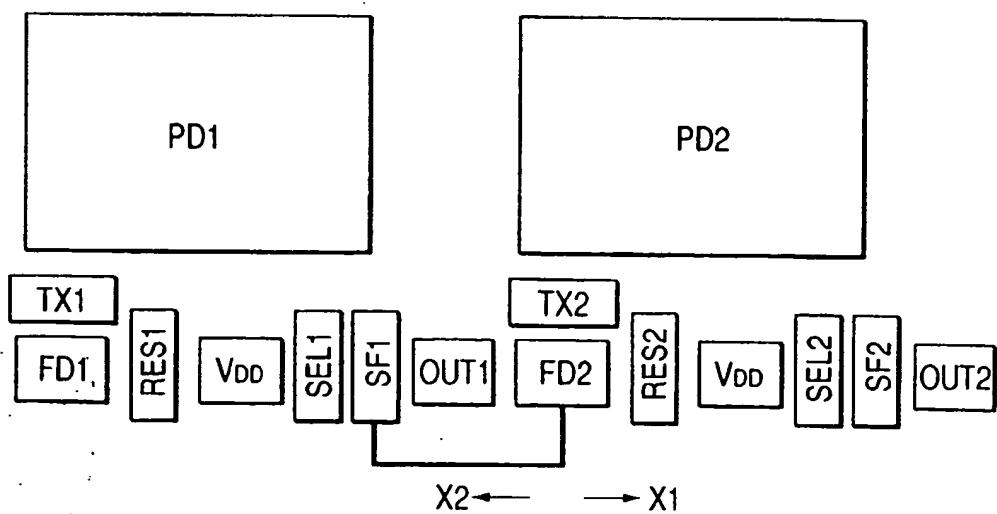 PD1 PD2
TX1 TX2
FD1 RES1 VDD SEL1 SF1 OUT1 FD2 RES2 VDD SEL2 SF2 OUT2
X2 X1